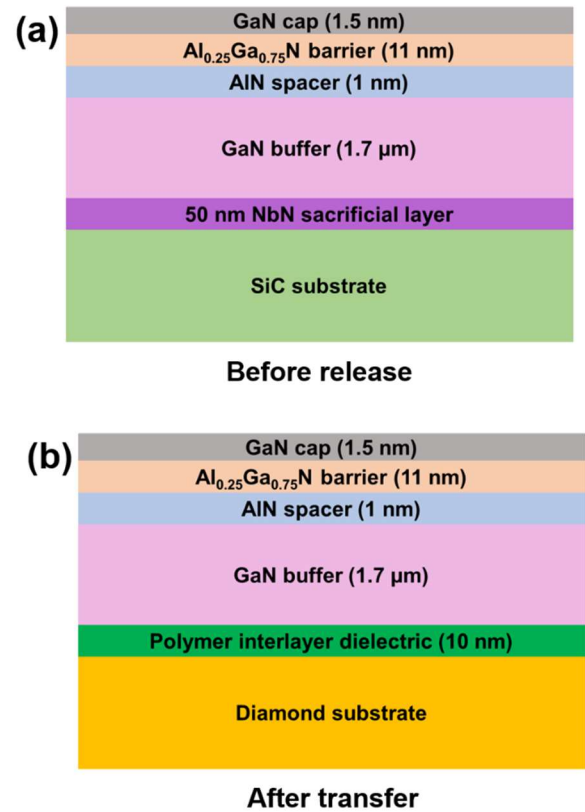 (a)
GaN cap (1.5 nm)
Al₀.₂₅Ga₀.₇₅N barrier (11 nm)
AlN spacer (1 nm)
GaN buffer (1.7 µm)
50 nm NbN sacrificial layer
SiC substrate
Before release
(b)
GaN cap (1.5 nm)
Al₀.₂₅Ga₀.₇₅N barrier (11 nm)
AlN spacer (1 nm)
GaN buffer (1.7 µm)
Polymer interlayer dielectric (10 nm)
Diamond substrate
After transfer